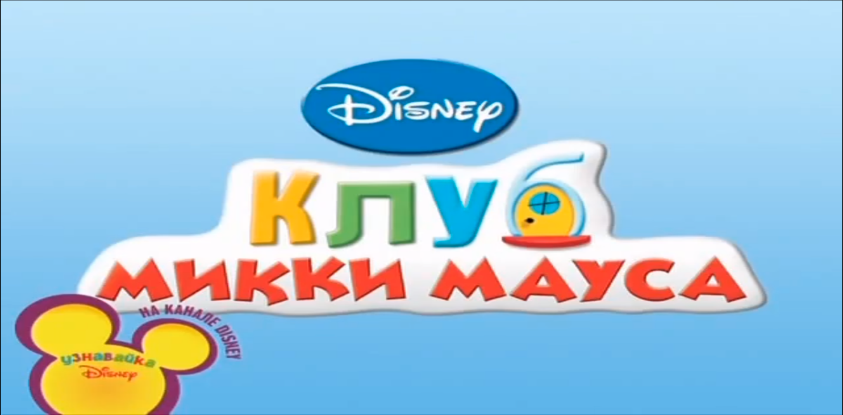 Disney
Клуб
Микки Мауса
На канале Disney
Узнавайка
Disney